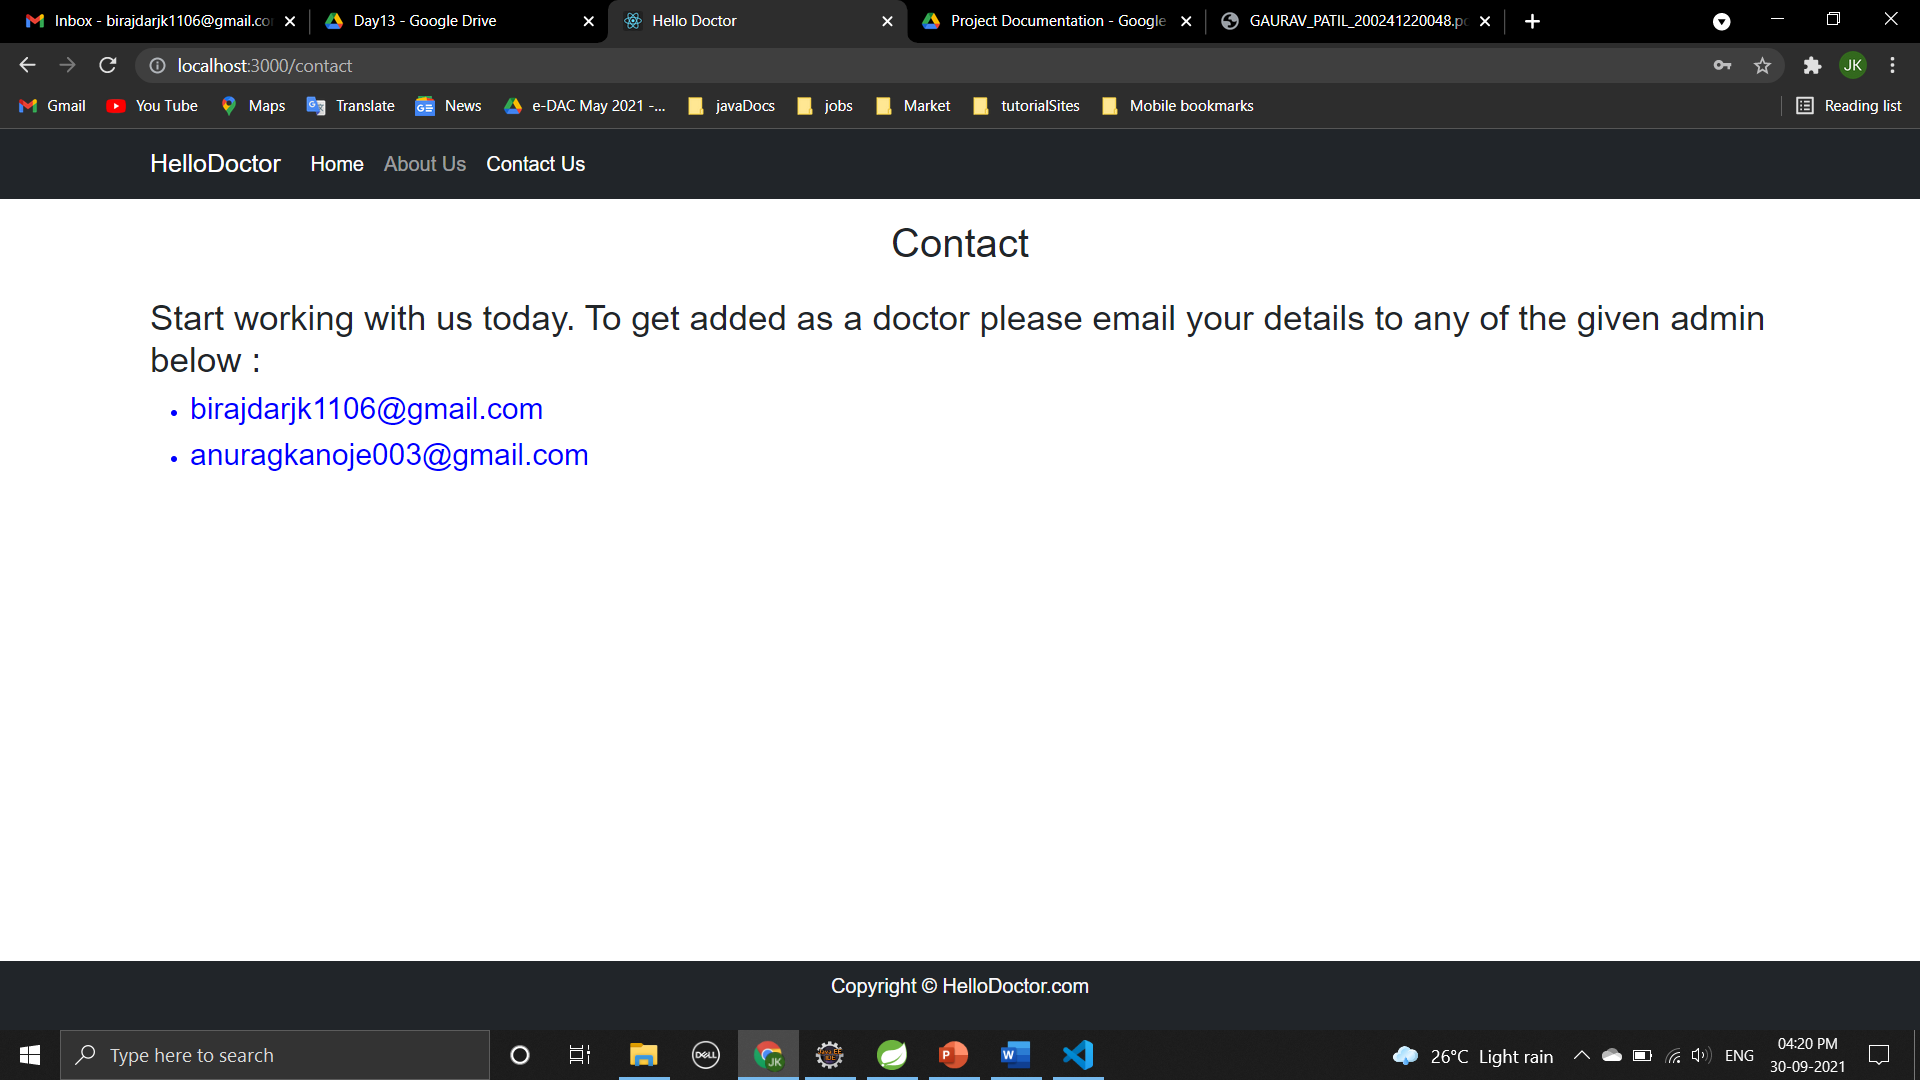 Inbox - birajdarjk1106@gmail.co
Day13 - Google Drive
Hello Doctor
Project Documentation - Google
GAURAV_PATIL_200241220048.p
localhost:3000/contact
JK
Gmail
You Tube
Maps
Translate
News
e-DAC May 2021 -...
javaDocs
jobs
Market
tutorialSites
Mobile bookmarks
Reading list
HelloDoctor
Home
About Us
Contact Us
Contact
Start working with us today. To get added as a doctor please email your details to any of the given admin
below :
• birajdarjk1106@gmail.com
• anuragkanoje003@gmail.com
Copyright © HelloDoctor.com
Type here to search
DELL
JK
26°C Light rain
ENG
04:20 PM
30-09-2021